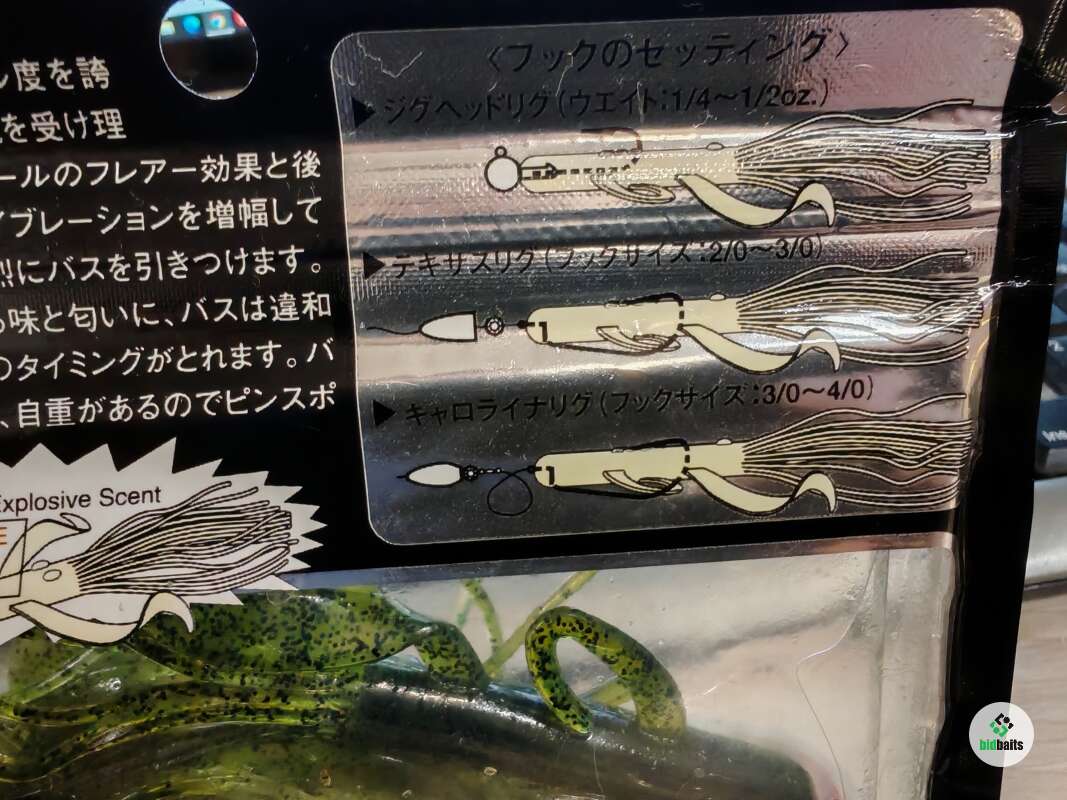 ル度を誇
を受け理
ールのフレアー効果と後
イブレーションを増幅して
烈にバスを引きつけます。
味と匂いに、バスは違和
のタイミングがとれます。バ
、自重があるのでピンスポ
Explosive Scent
〈フックのセッティング〉
▶ジグヘッドリグ(ウエイト:1/4〜1/2oz.)
▶テキサスリグ(フックサイズ:2/0〜3/0)
▶キャロライナリグ(フックサイズ:3/0〜4/0)
Ins
bidbaits